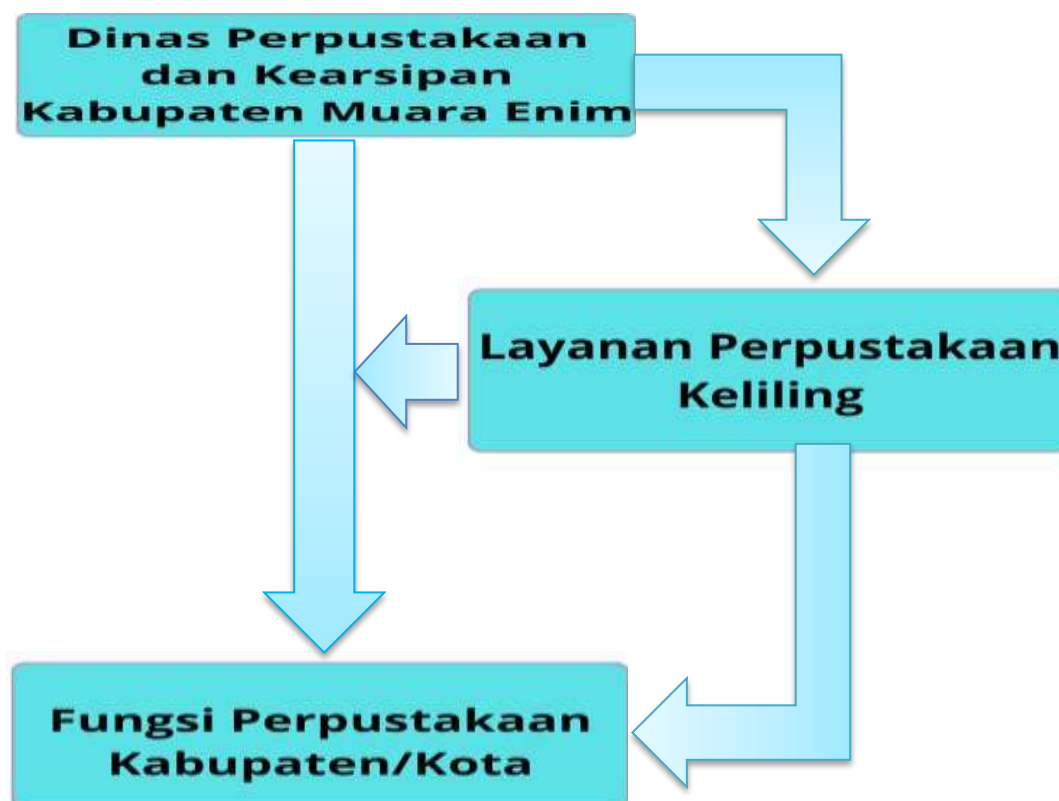 Dinas Perpustakaan
dan Kearsipan
Kabupaten Muara Enim
Layanan Perpustakaan
Keliling
Fungsi Perpustakaan
Kabupaten/Kota